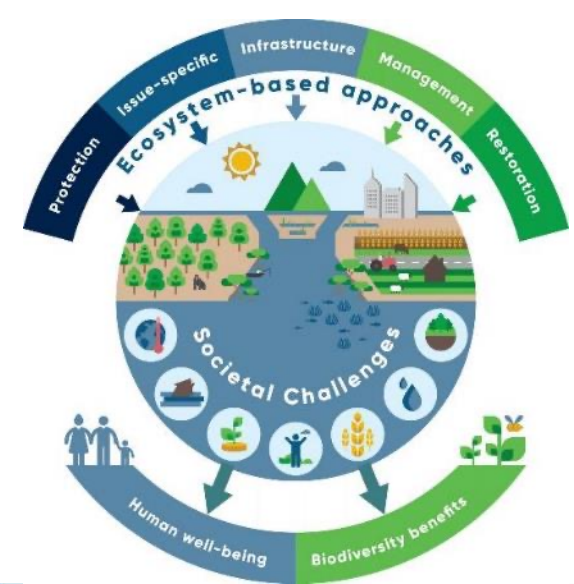 Protection
Issue-specific
Infrastructure
Management
Restoration
Ecosystem-based approaches
Societal Challenges
Human well-being
Biodiversity benefits